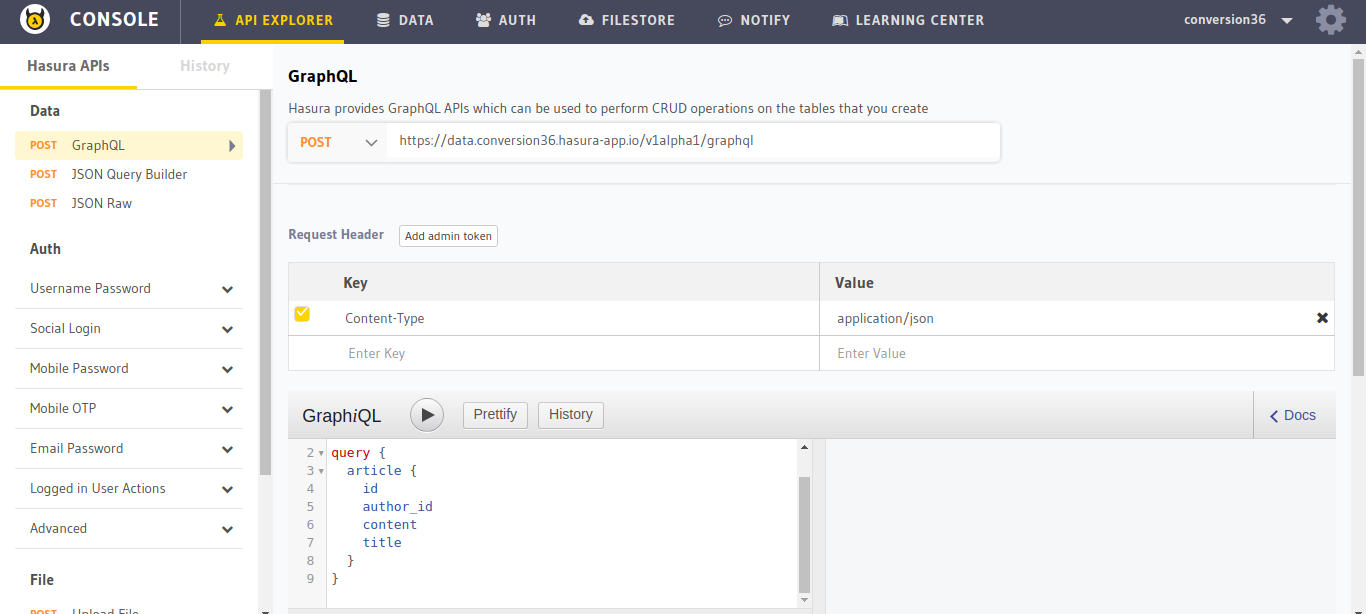 CONSOLE API EXPLORER DATA AUTH FILESTORE NOTIFY LEARNING CENTER conversion36
Hasura APIs History
Data
POST GraphQL
POST JSON Query Builder
POST JSON Raw
Auth
Username Password
Social Login
Mobile Password
Mobile OTP
Email Password
Logged in User Actions
Advanced
File
POST Upload File
GraphQL
Hasura provides GraphQL APIs which can be used to perform CRUD operations on the tables that you create
POST https://data.conversion36.hasura-app.io/v1alpha1/graphql
Request Header Add admin token
Key Value
Content-Type application/json
Enter Key Enter Value
GraphiQL Prettify History Docs
2 query {
3 article {
4 id
5 author_id
6 content
7 title
8 }
9 }